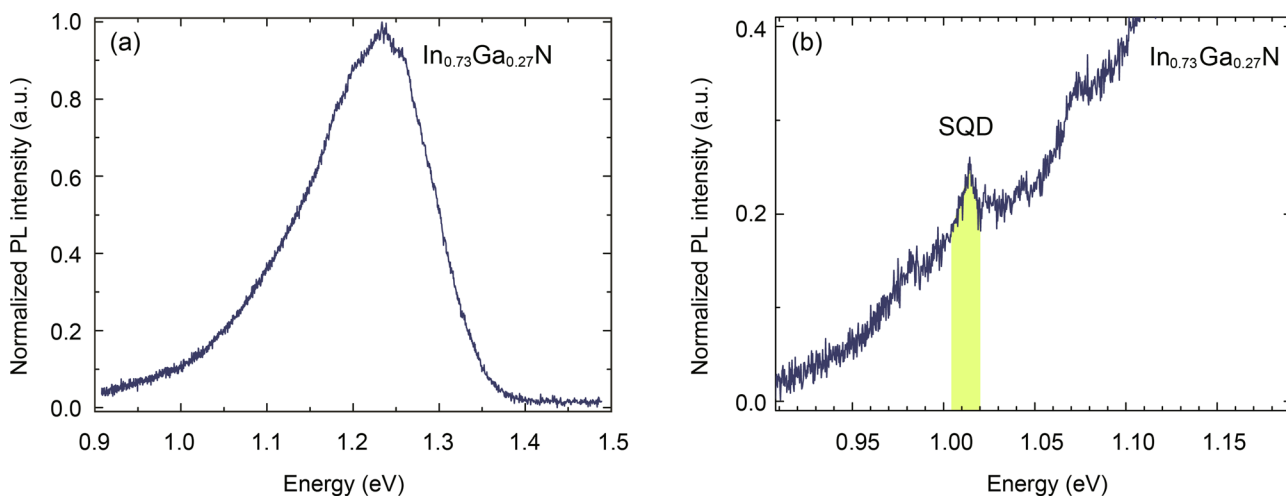 (a)
In0.73Ga0.27N
Normalized PL intensity (a.u.)
1.0
0.8
0.6
0.4
0.2
0.0
0.9
1.0
1.1
1.2
1.3
1.4
1.5
Energy (eV)
(b)
In0.73Ga0.27N
SQD
Normalized PL intensity (a.u.)
0.4
0.2
0.0
0.95
1.00
1.05
1.10
1.15
Energy (eV)